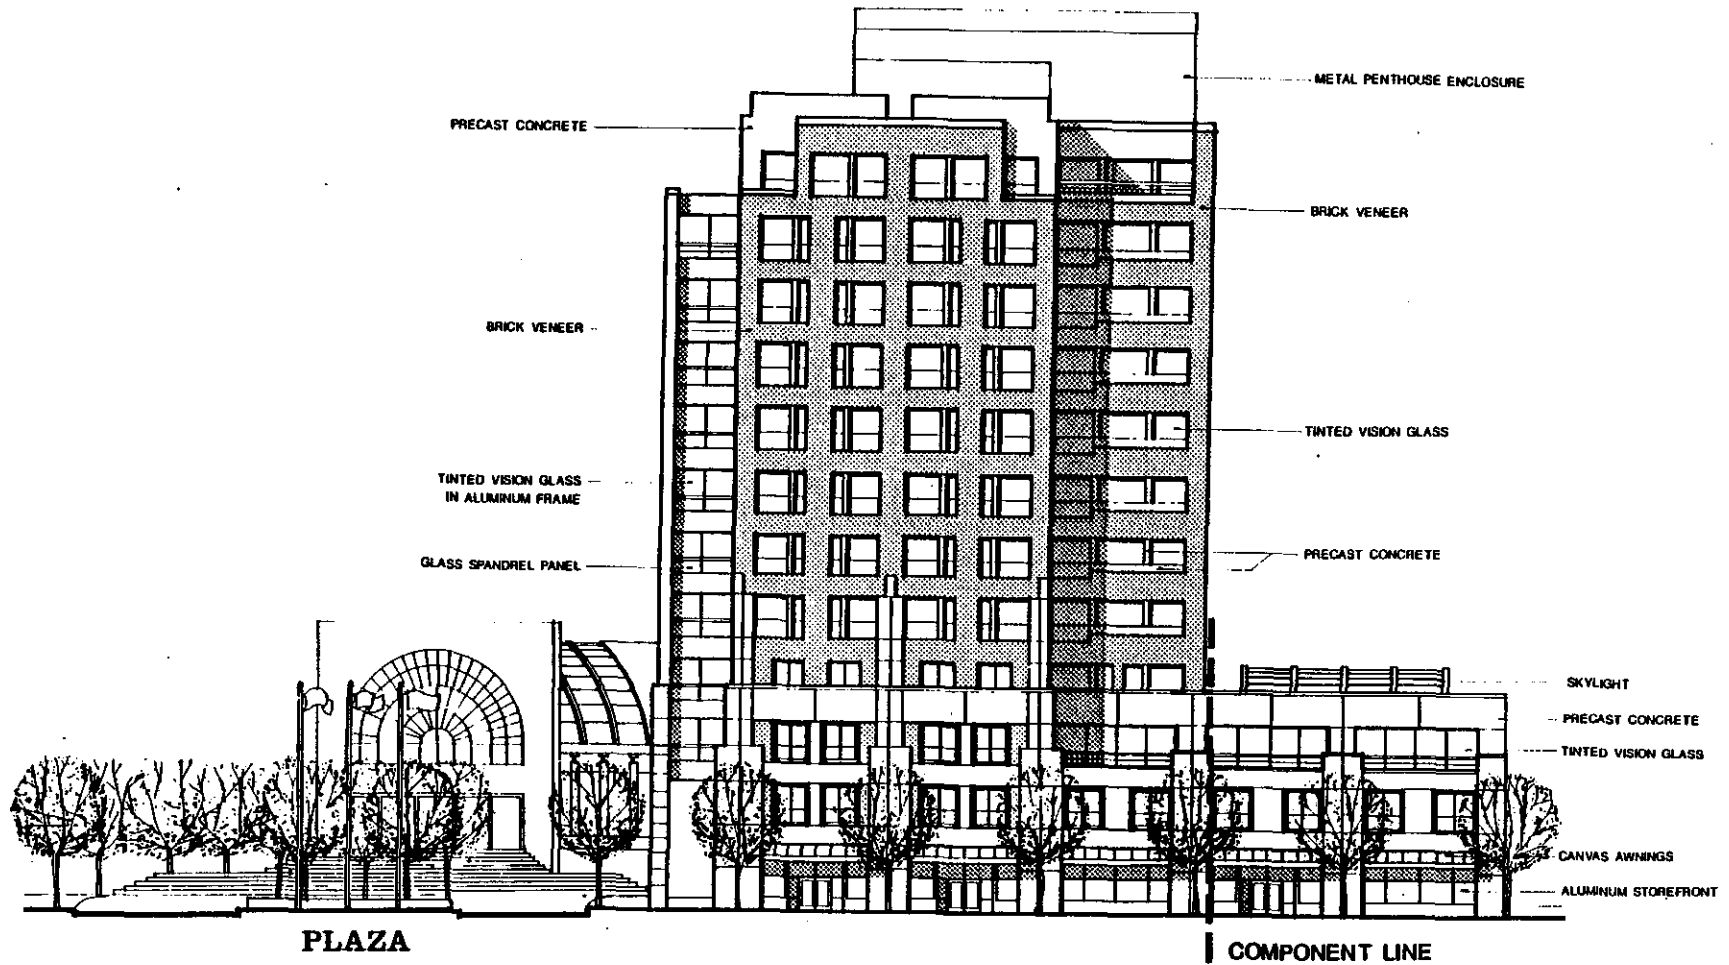 METAL PENTHOUSE ENCLOSURE
PRECAST CONCRETE
BRICK VENEER
BRICK VENEER
TINTED VISION GLASS
TINTED VISION GLASS
IN ALUMINUM FRAME
PRECAST CONCRETE
GLASS SPANDREL PANEL
SKYLIGHT
PRECAST CONCRETE
TINTED VISION GLASS
CANVAS AWNINGS
ALUMINUM STOREFRONT
PLAZA
COMPONENT LINE